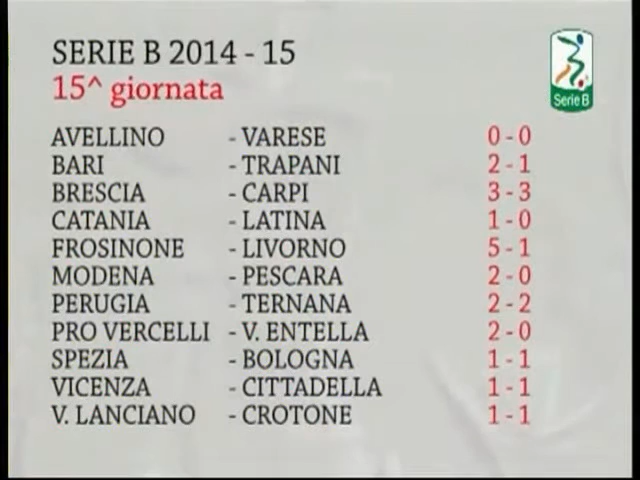 SERIE B 2014 - 15
15^ giornata
Serie B
AVELLINO - VARESE 0 - 0
BARI - TRAPANI 2 - 1
BRESCIA - CARPI 3 - 3
CATANIA - LATINA 1 - 0
FROSINONE - LIVORNO 5 - 1
MODENA - PESCARA 2 - 0
PERUGIA - TERNANA 2 - 2
PRO VERCELLI - V. ENTELLA 2 - 0
SPEZIA - BOLOGNA 1 - 1
VICENZA - CITTADELLA 1 - 1
V. LANCIANO - CROTONE 1 - 1